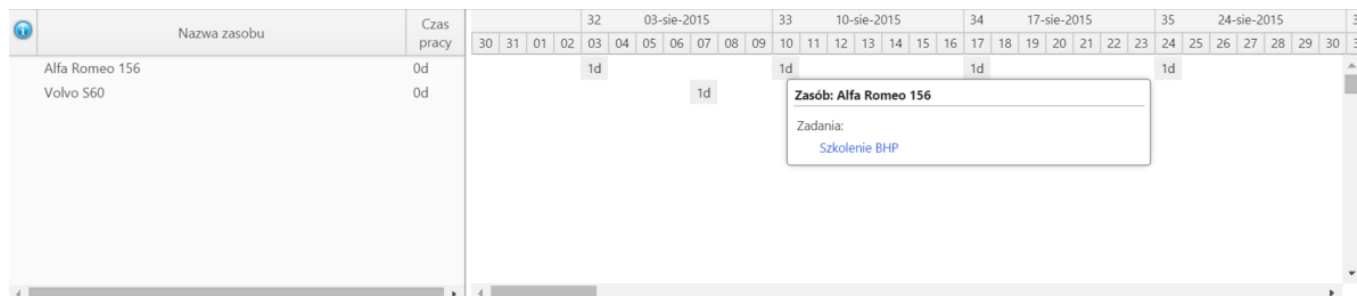 Nazwa zasobu Czas pracy
32 03-sie-2015 33 10-sie-2015 34 17-sie-2015 35 24-sie-2015
30 31 01 02 03 04 05 06 07 08 09 10 11 12 13 14 15 16 17 18 19 20 21 22 23 24 25 26 27 28 29 30
Alfa Romeo 156 0d 1d 1d 1d 1d
Volvo S60 0d 1d
Zasób: Alfa Romeo 156
Zadania:
Szkolenie BHP